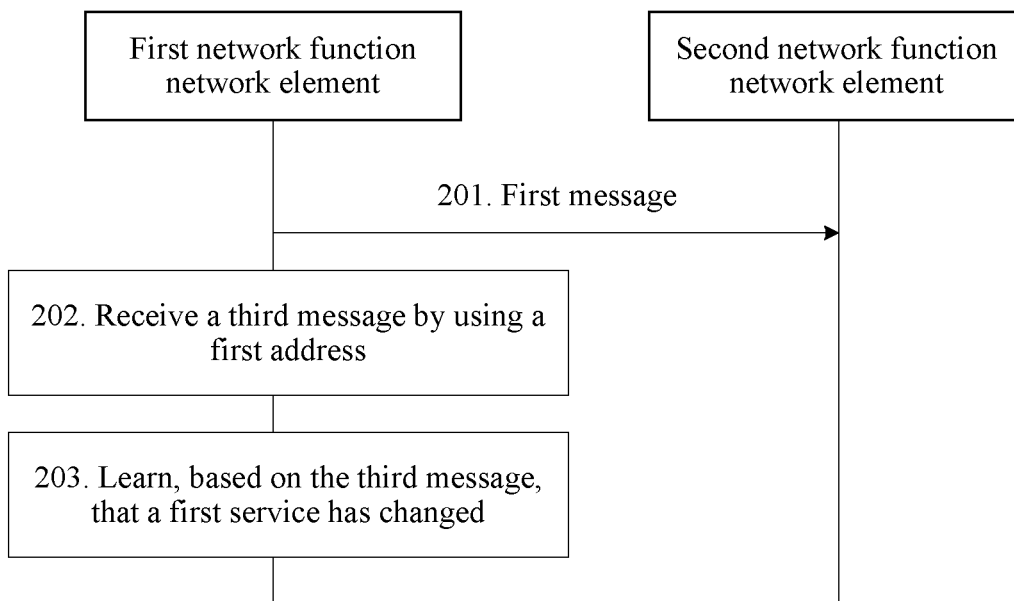 First network function
network element
Second network function
network element
201. First message
202. Receive a third message by using a
first address
203. Learn, based on the third message,
that a first service has changed